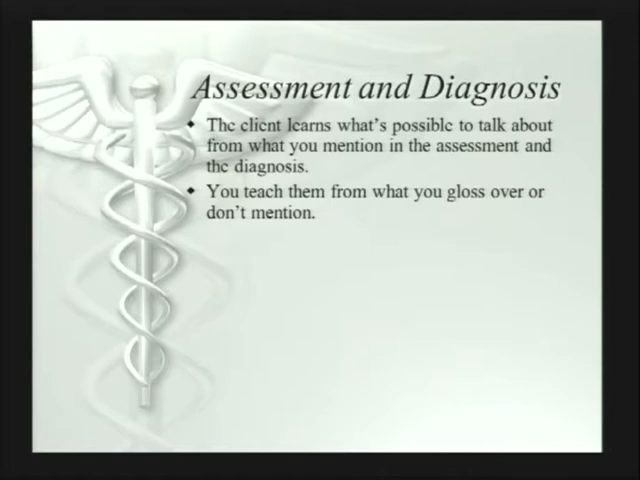 Assessment and Diagnosis
The client learns what's possible to talk about
from what you mention in the assessment and
the diagnosis.
You teach them from what you gloss over or
don't mention.